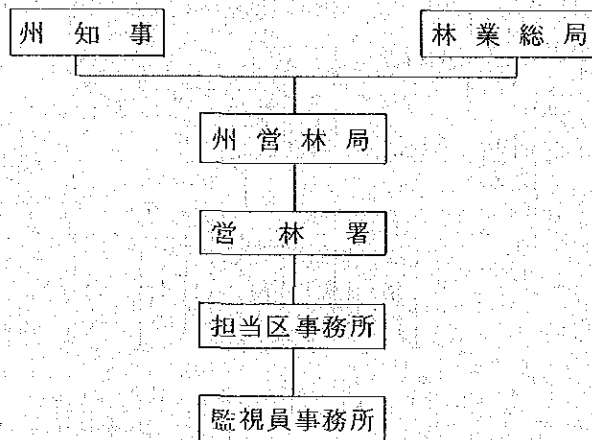 州知事
林業総局
州営林局
営林署
担当区事務所
監視員事務所